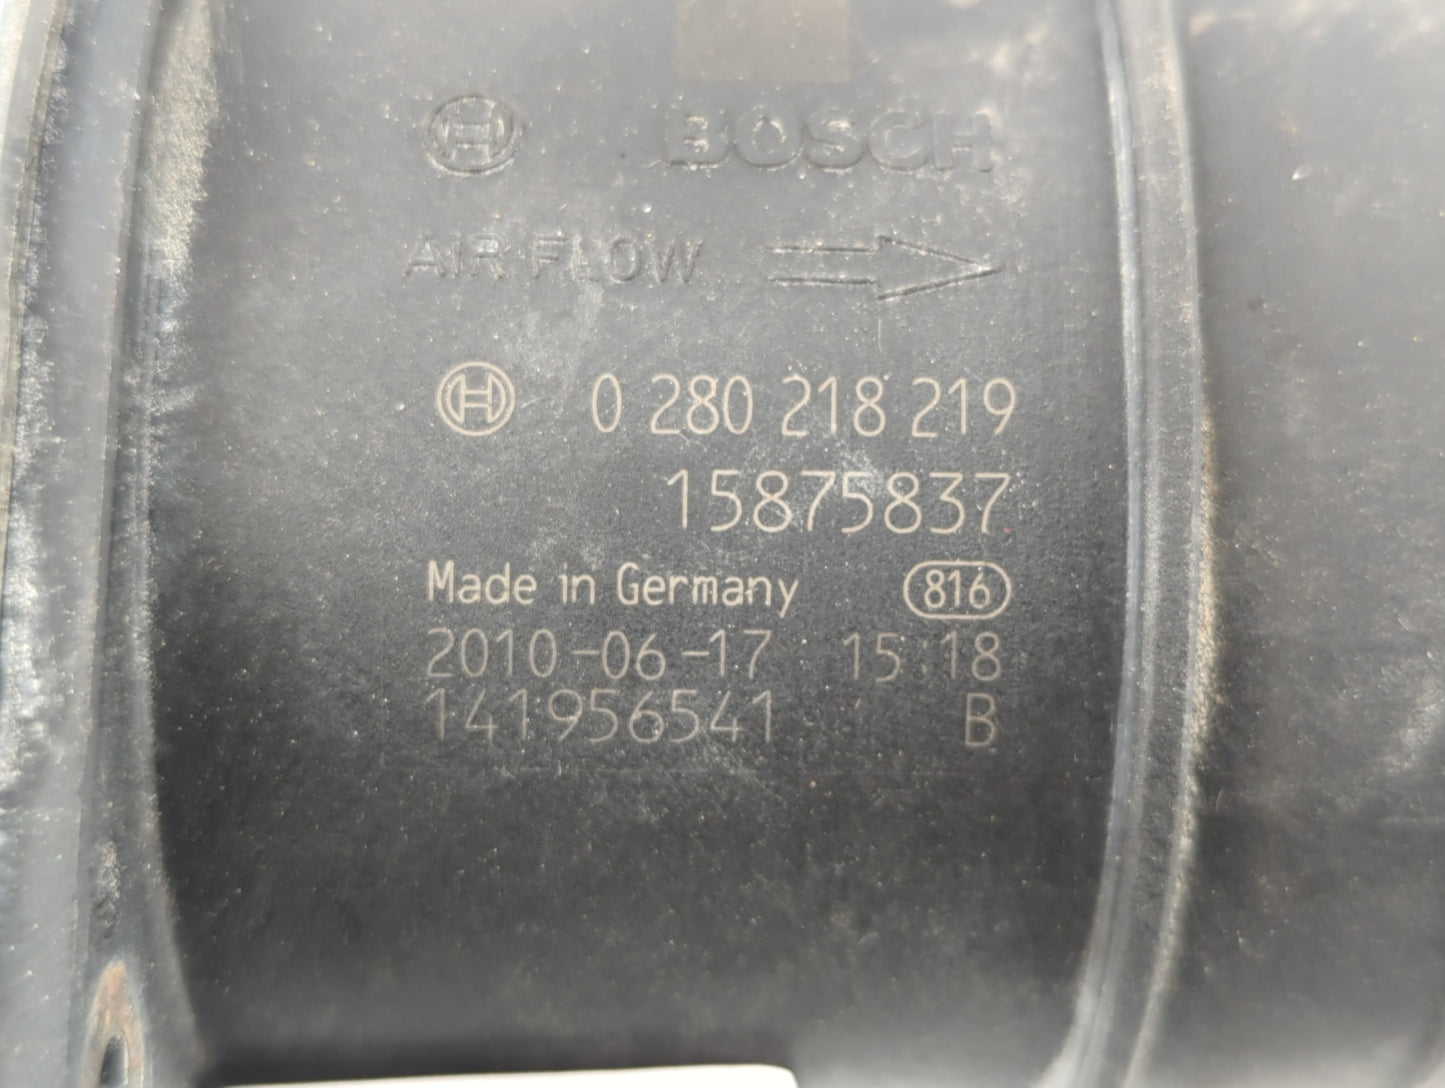 BOSCH
AIR FLOW
0 280 218 219
15875837
Made in Germany 816
2010-06-17 15:18
141956541 B